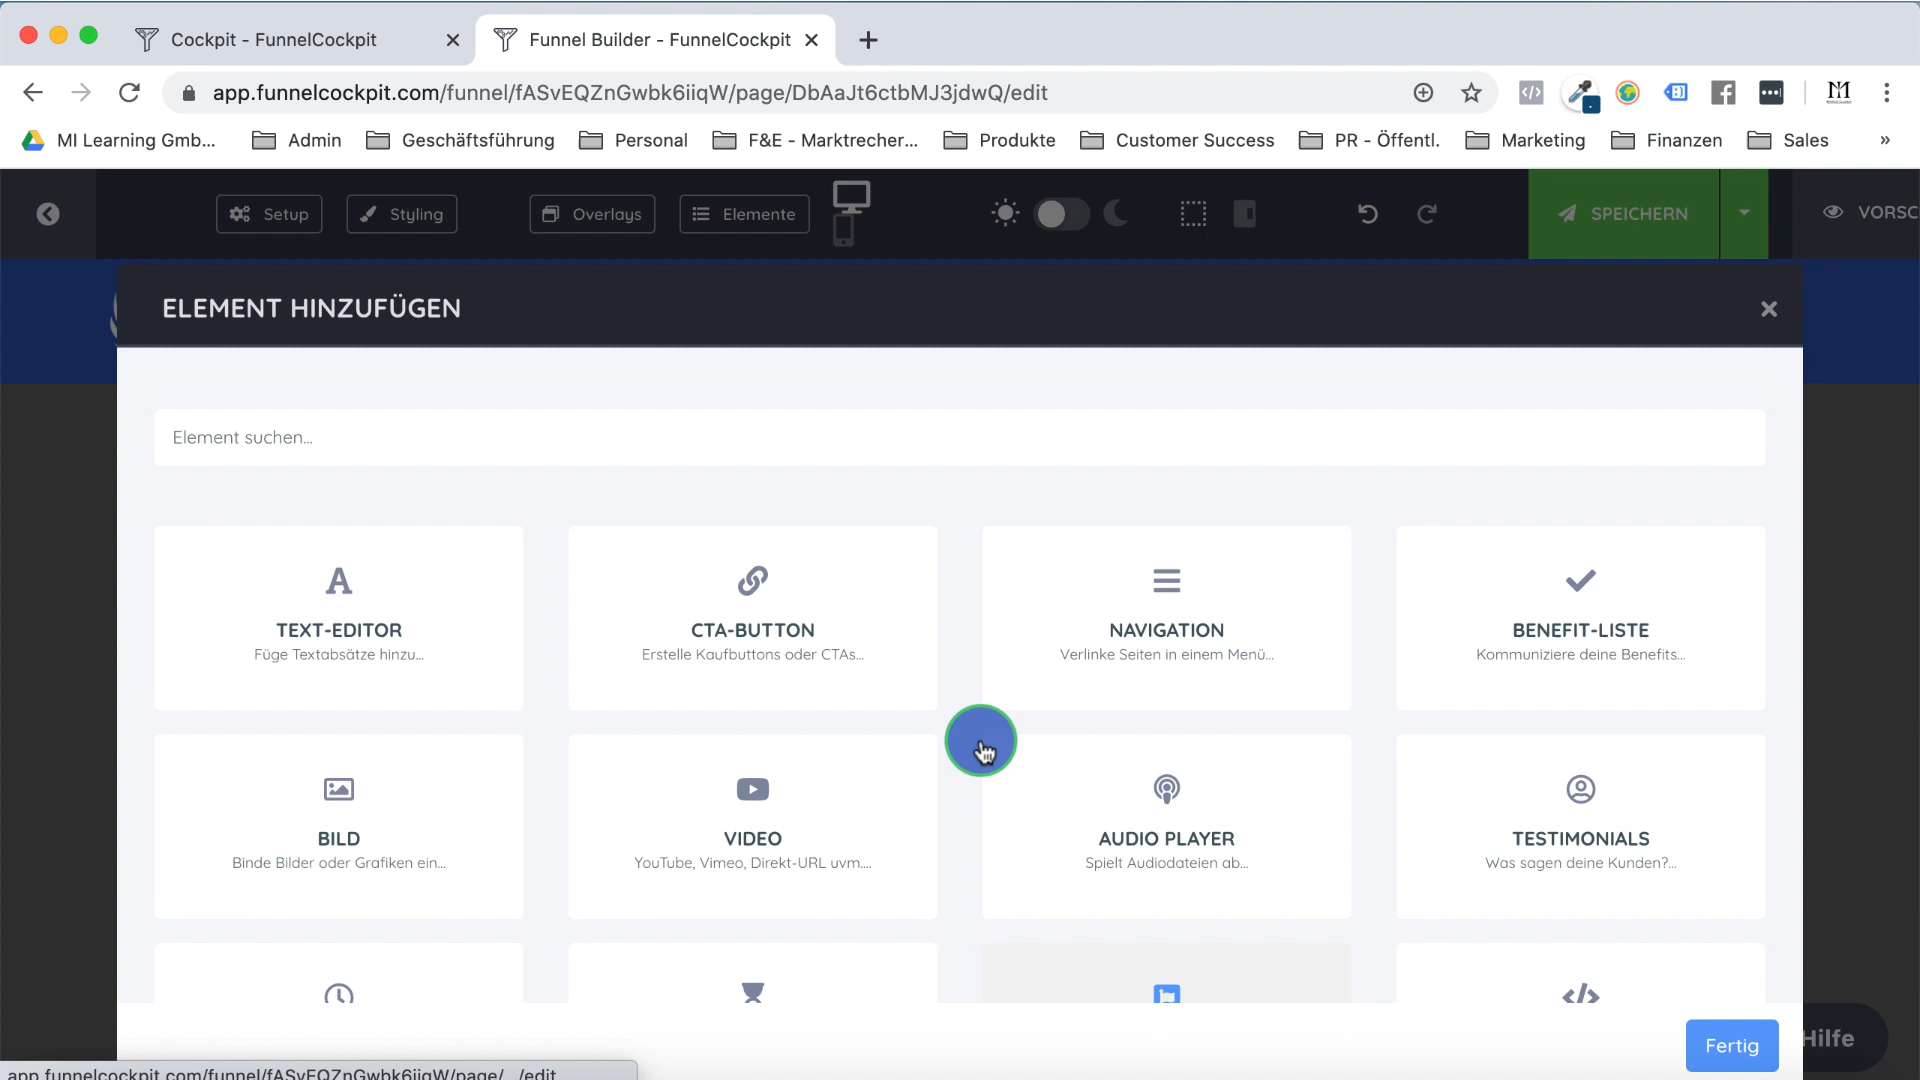 Cockpit - FunnelCockpit
Funnel Builder - FunnelCockpit
app.funnelcockpit.com/funnel/fASvEQZnGwbk6iiqW/page/DbAaJt6ctbMJ3jdwQ/edit
MI Learning Gmb...
Admin
Geschäftsführung
Personal
F&E - Marktrecher...
Produkte
Customer Success
PR - Öffentl.
Marketing
Finanzen
Sales
»
Setup
Styling
Overlays
Elemente
SPEICHERN
VORSC
ELEMENT HINZUFÜGEN
Element suchen...
TEXT-EDITOR
Füge Textabsätze hinzu...
CTA-BUTTON
Erstelle Kaufbuttons oder CTAs...
NAVIGATION
Verlinke Seiten in einem Menü...
BENEFIT-LISTE
Kommuniziere deine Benefits...
BILD
Binde Bilder oder Grafiken ein...
VIDEO
YouTube, Vimeo, Direkt-URL uvm....
AUDIO PLAYER
Spielt Audiodateien ab...
TESTIMONIALS
Was sagen deine Kunden?...
Fertig
Hilfe
app.funnelcockpit.com/funnel/fASvEQZnGwbk6iiqW/page/.../edit